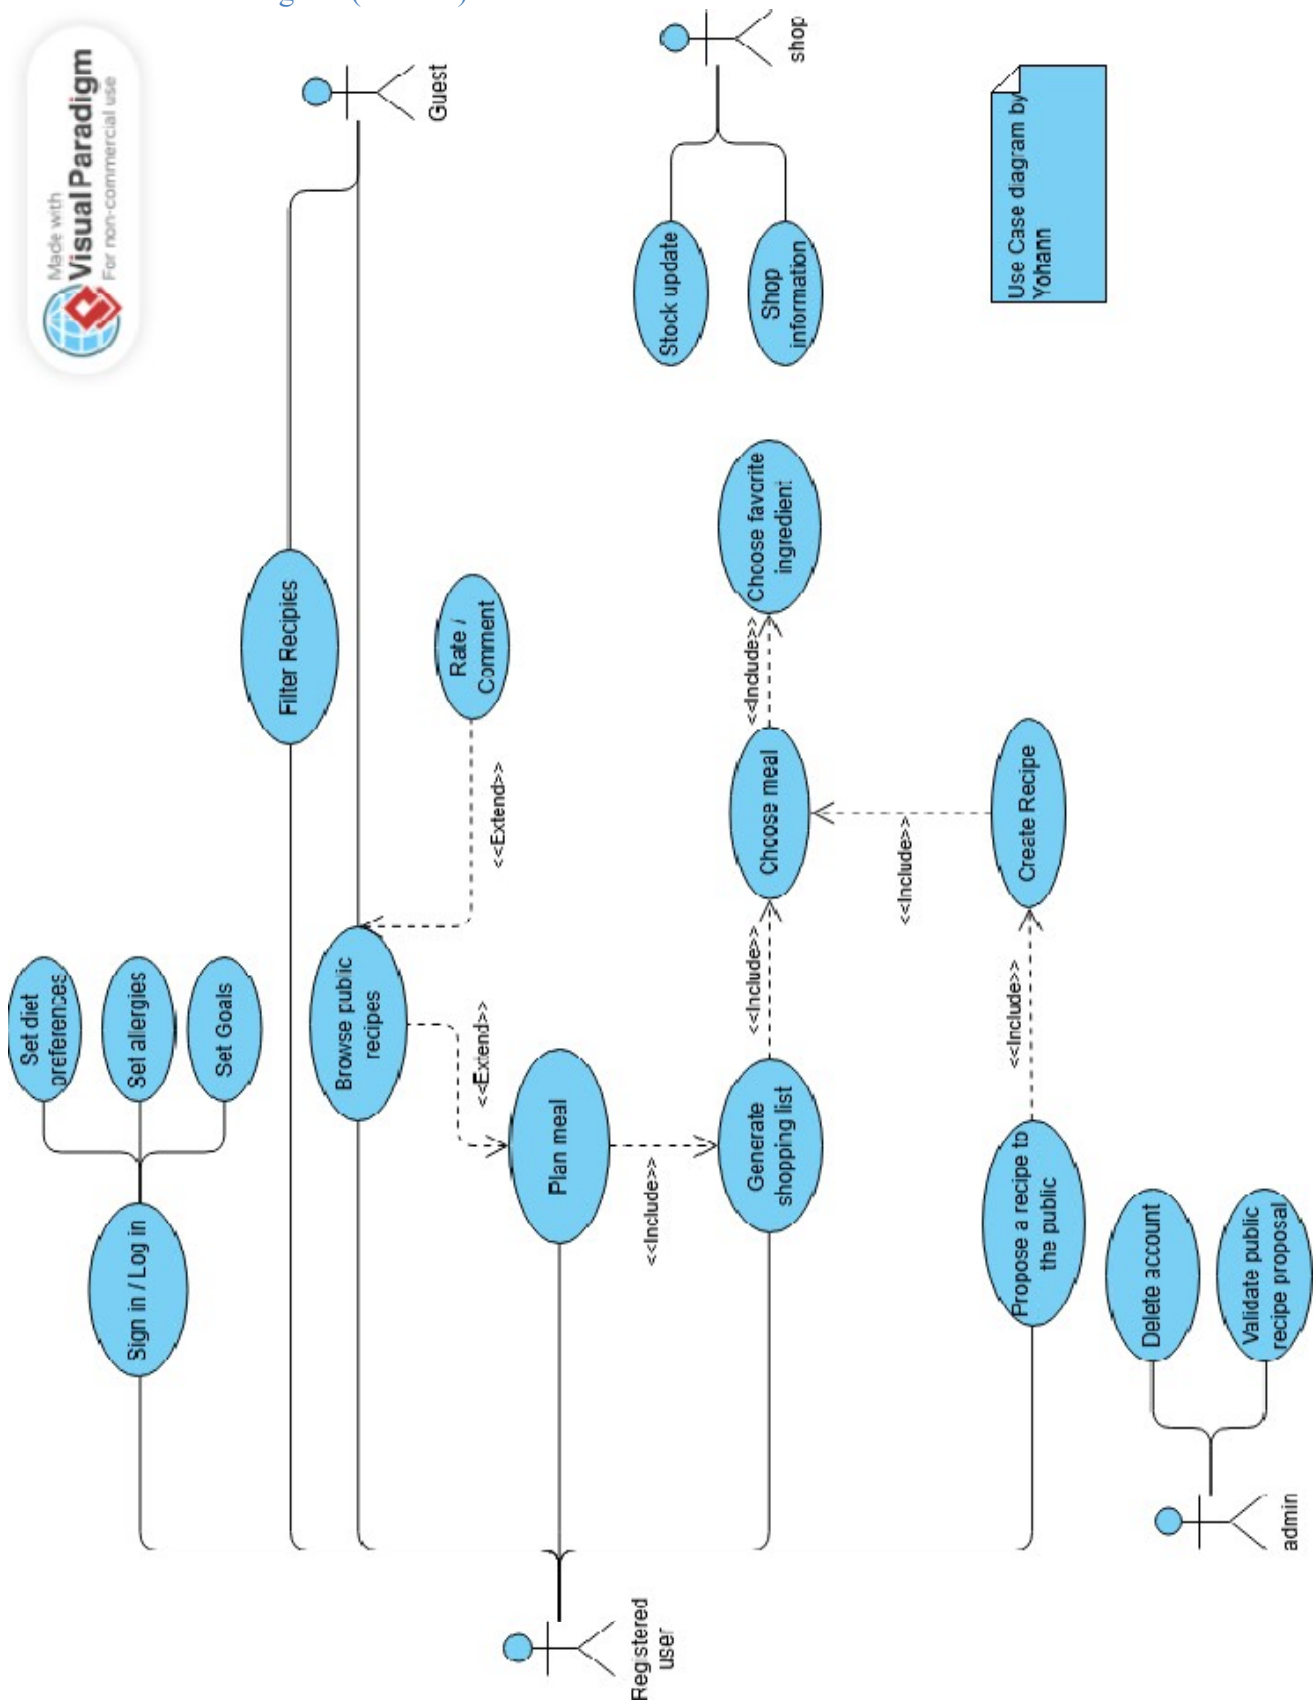 Made with
Visual Paradigm
For non-commercial use
Set diet
preferences
Set allergies
Set Goals
Sign in / Log in
Filter Recipies
Guest
Browse public
recipes
Rate /
Comment
<<Extend>>
<<Extend>>
Plan meal
<<Include>>
Registered
user
Generate
shopping list
<<Include>>
Choose meal
<<Include>>
Choose favorite
ingredient
Stock update
Shop
information
shop
<<Include>>
Propose a recipe to
the public
<<Include>>
Create Recipe
Use Case diagram by
Yohann
Delete account
Validate public
recipe proposal
admin